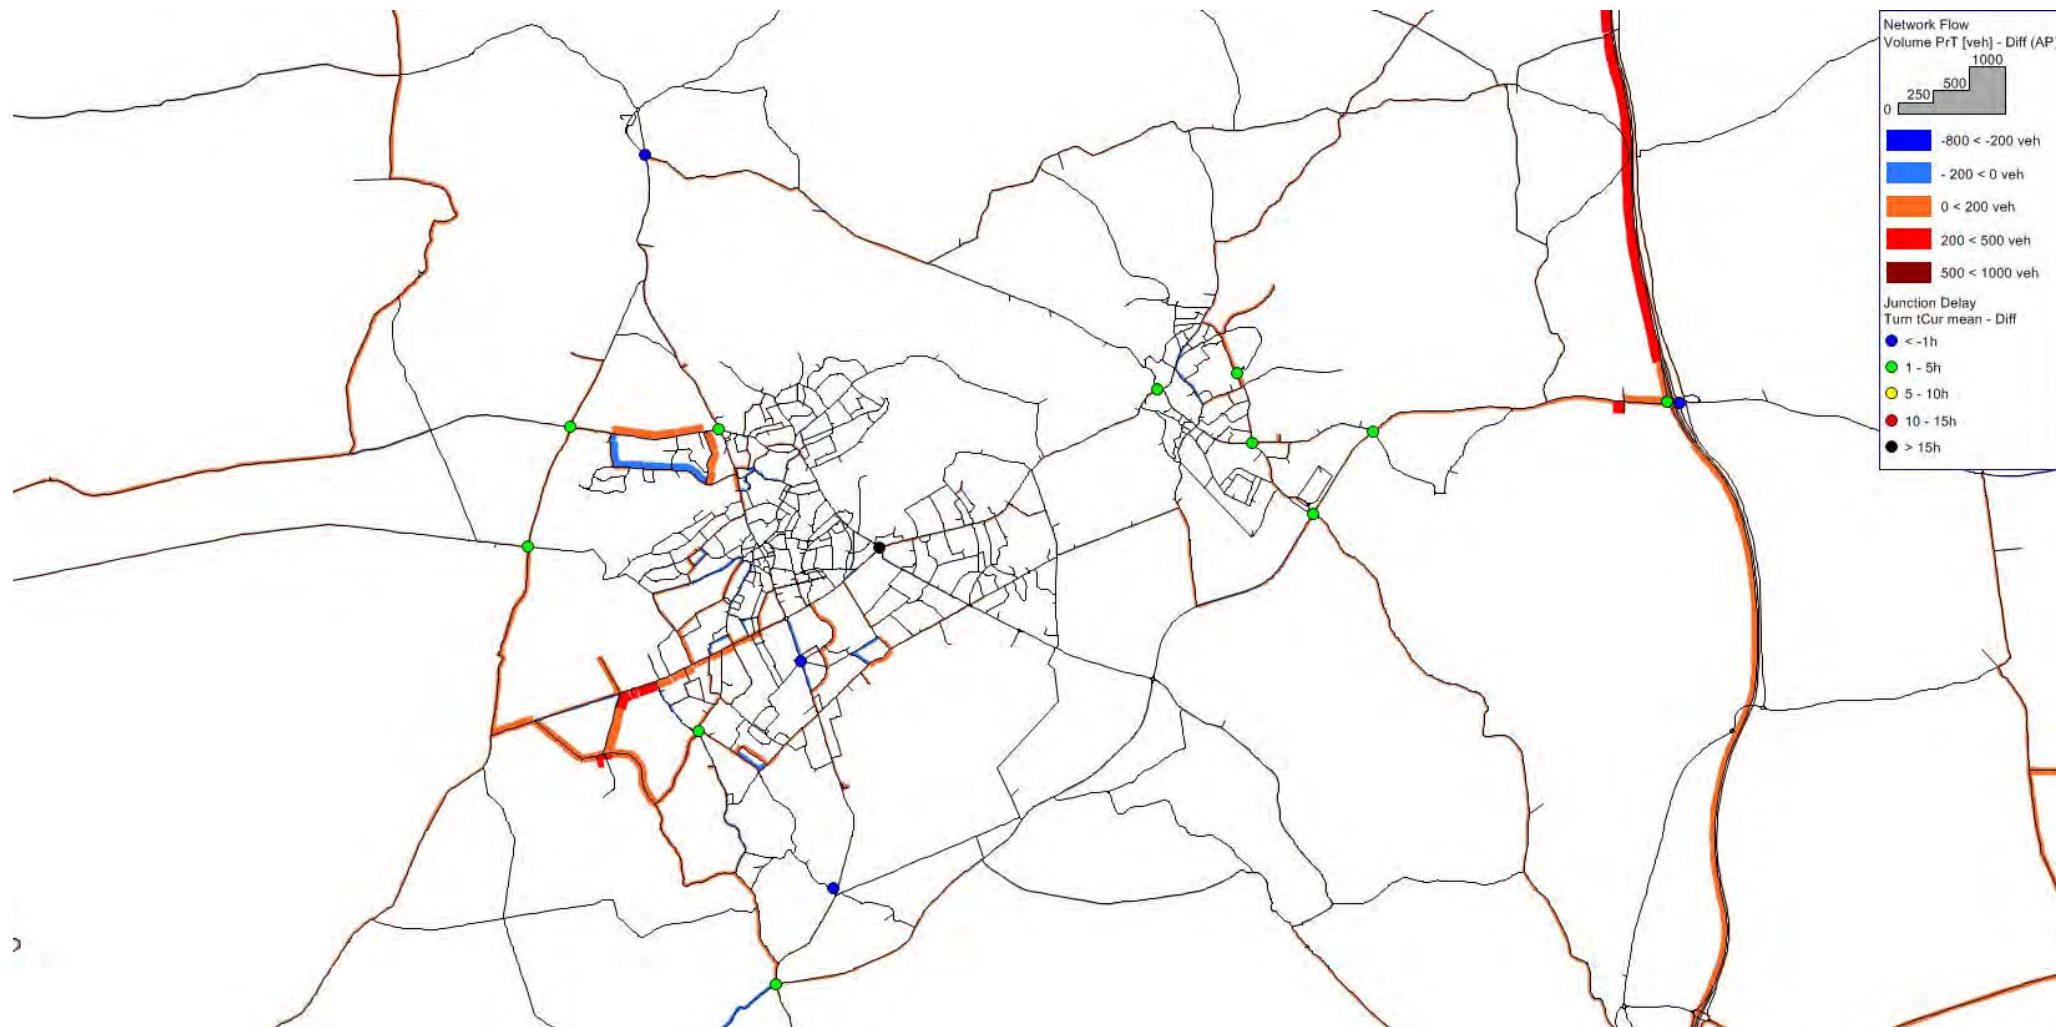 Network Flow
Volume PrT [veh] - Diff (AP)
1000
500
250
0
-800 < -200 veh
- 200 < 0 veh
0 < 200 veh
200 < 500 veh
500 < 1000 veh
Junction Delay
Turn tCur mean - Diff
< -1h
1 - 5h
5 - 10h
10 - 15h
> 15h